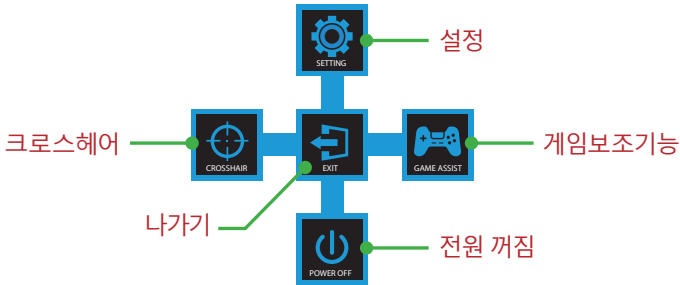 SETTING
설정
크로스헤어
CROSSHAIR
EXIT
GAME ASSIST
게임보조기능
나가기
POWER OFF
전원 꺼짐